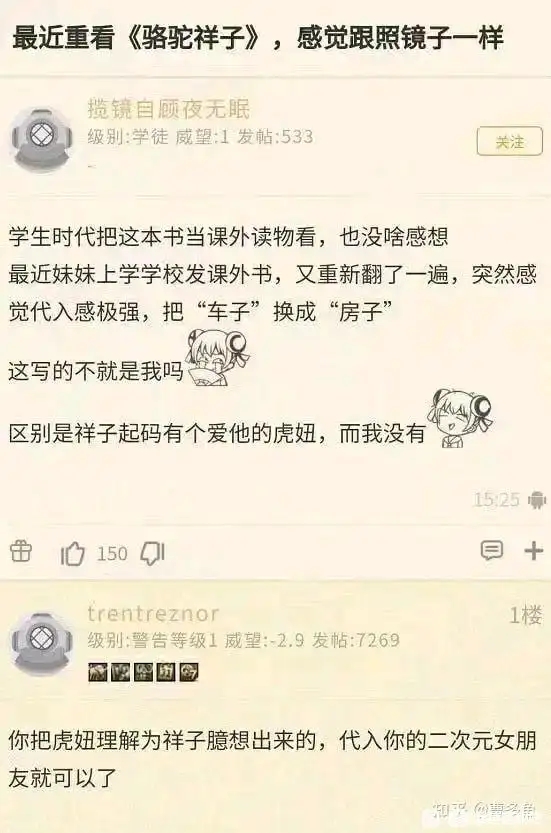 最近重看《骆驼祥子》，感觉跟照镜子一样
揽镜自顾夜无眠
级别:学徒 威望:1 发帖:533
关注
学生时代把这本书当课外读物看，也没啥感想
最近妹妹上学学校发课外书，又重新翻了一遍，突然感
觉代入感极强，把“车子”换成“房子”
这写的不就是我吗
区别是祥子起码有个爱他的虎妞，而我没有
15:25
150
trentreznor
1楼
级别:警告等级1 威望:-2.9 发帖:7269
你把虎妞理解为祥子臆想出来的，代入你的二次元女朋
友就可以了
知乎 @曹多鱼